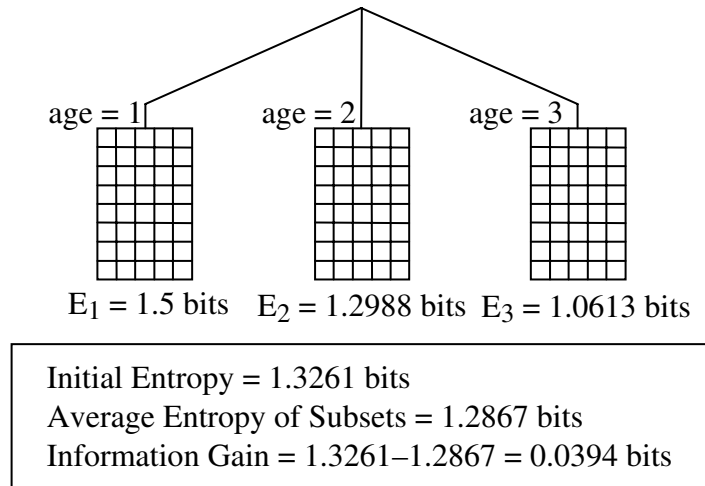 age = 1 age = 2 age = 3
E1 = 1.5 bits E2 = 1.2988 bits E3 = 1.0613 bits
Initial Entropy = 1.3261 bits
Average Entropy of Subsets = 1.2867 bits
Information Gain = 1.3261–1.2867 = 0.0394 bits